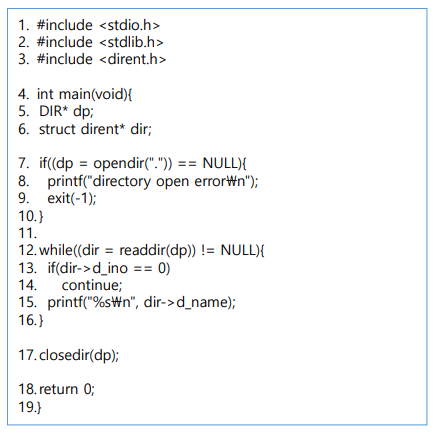 1. #include <stdio.h>
2. #include <stdlib.h>
3. #include <dirent.h>
4. int main(void){
5. DIR* dp;
6. struct dirent* dir;
7. if((dp = opendir(".")) == NULL){
8. printf("directory open error₩n");
9. exit(-1);
10.}
11.
12. while((dir = readdir(dp)) != NULL){
13. if(dir->d_ino == 0)
14. continue;
15. printf("%s₩n", dir->d_name);
16.}
17. closedir(dp);
18. return 0;
19.}